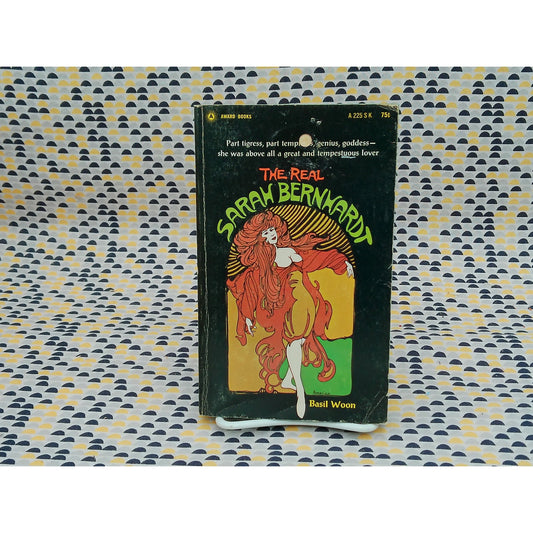 AWARD BOOKS A 225 S K 75¢
Part tigress, part temptress, genius, goddess—
she was above all a great and tempestuous lover
THE REAL
SARAH BERNHARDT
Basil Woon